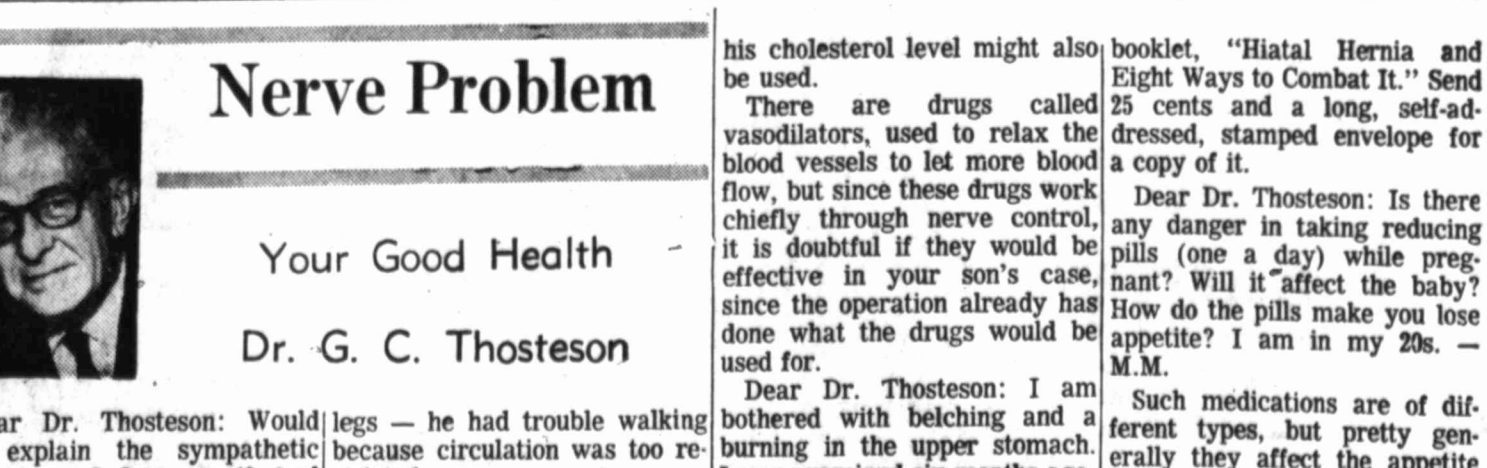 Nerve Problem
Your Good Health
Dr. G. C. Thosteson
Dr. Thosteson: Would
explain the sympathetic
legs — he had trouble walking
because circulation was too re-
his cholesterol level might also
be used.
There are drugs called
vasodilators, used to relax the
blood vessels to let more blood
flow, but since these drugs work
chiefly through nerve control,
it is doubtful if they would be
effective in your son's case,
since the operation already has
done what the drugs would be
used for.
Dear Dr. Thosteson: I am
bothered with belching and a
burning in the upper stomach.
booklet, "Hiatal Hernia and
Eight Ways to Combat It." Send
25 cents and a long, self-ad-
dressed, stamped envelope for
a copy of it.
Dear Dr. Thosteson: Is there
any danger in taking reducing
pills (one a day) while preg-
nant? Will it affect the baby?
How do the pills make you lose
appetite? I am in my 20s. —
M.M.
Such medications are of dif-
ferent types, but pretty gen-
erally they affect the appetite